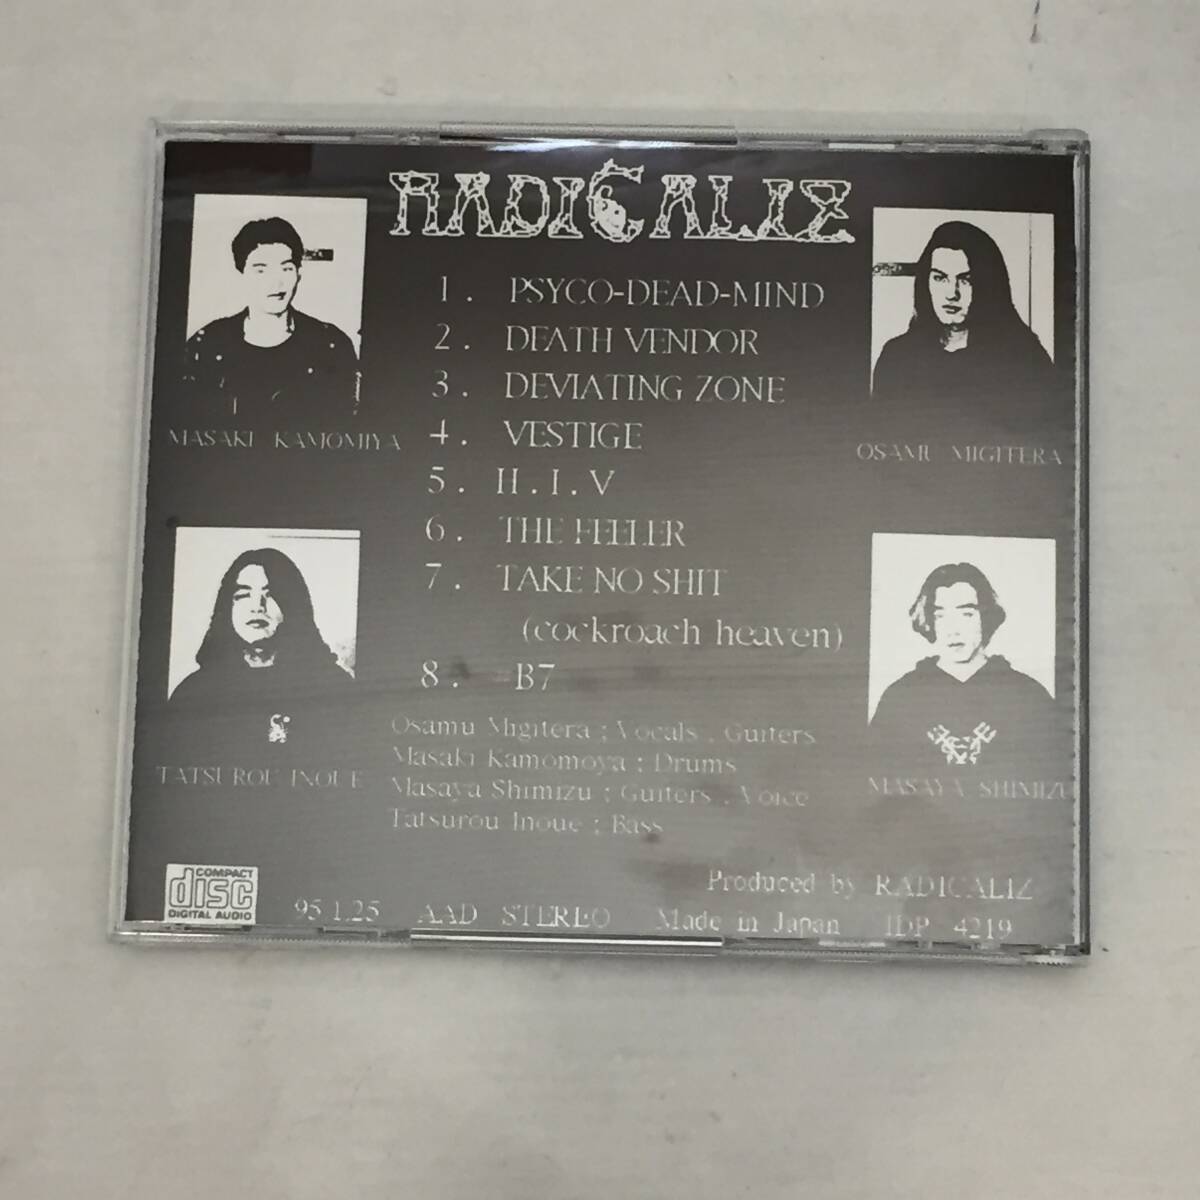 RADICALIZ
1. PSYCO-DEAD-MIND
2. DEATH VENDOR
3. DEVIATING ZONE
4. VESTIGE
5. H.I.V
6. THE FEELER
7. TAKE NO SHIT
(cockroach heaven)
8. B7
MASAKI KAMOMIYA
OSAMU MIGITERA
TATSUROU INOUE
MASAYA SHIMIZU
Osamu Migitera ; Vocals . Guiters
Masaki Kamomoya ; Drums
Masaya Shimizu ; Guiters . Voice
Tatsurou Inoue ; Bass
Produced by RADICALIZ
COMPACT
disc
DIGITAL AUDIO
95.1.25 AAD STEREO Made in Japan IDP 4219